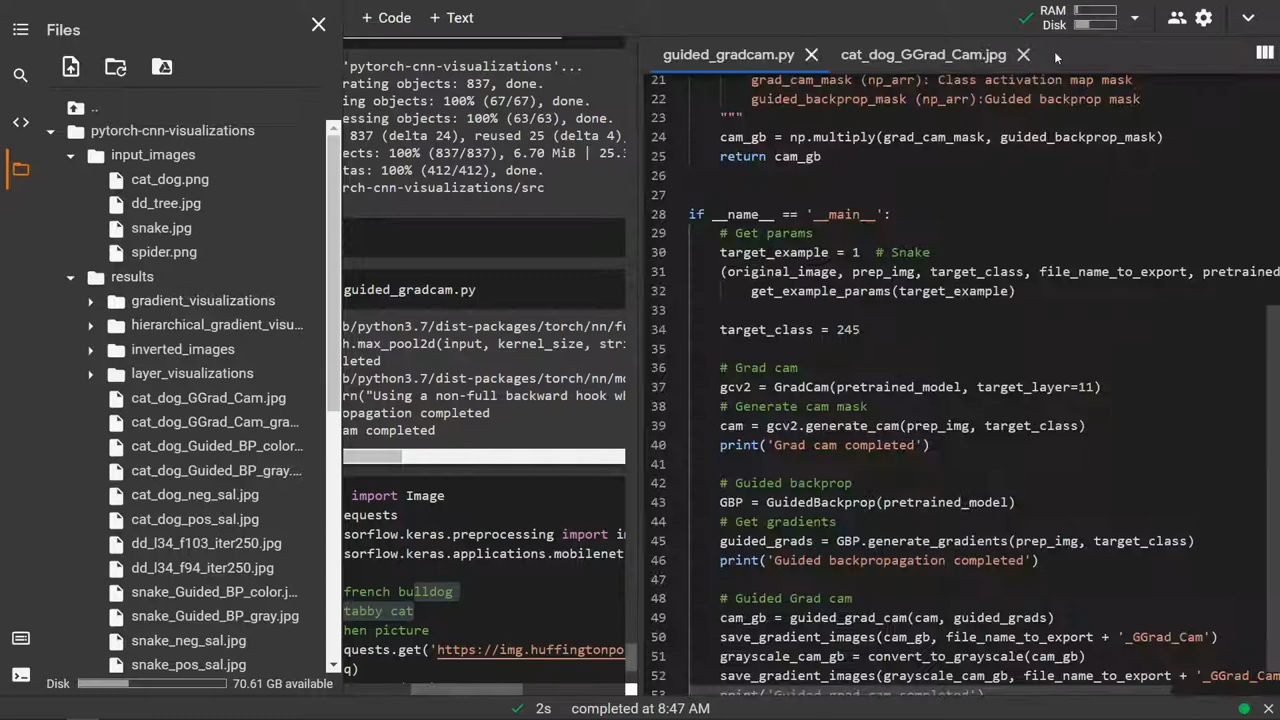 Files
+ Code + Text
RAM
Disk
..
pytorch-cnn-visualizations
input_images
cat_dog.png
dd_tree.jpg
snake.jpg
spider.png
results
gradient_visualizations
hierarchical_gradient_visu...
inverted_images
layer_visualizations
cat_dog_GGrad_Cam.jpg
cat_dog_GGrad_Cam_gra...
cat_dog_Guided_BP_color...
cat_dog_Guided_BP_gray....
cat_dog_neg_sal.jpg
cat_dog_pos_sal.jpg
dd_l34_f103_iter250.jpg
dd_l34_f94_iter250.jpg
snake_Guided_BP_color.j...
snake_Guided_BP_gray.jpg
snake_neg_sal.jpg
snake_pos_sal.jpg
Disk 70.61 GB available
'pytorch-cnn-visualizations'...
rating objects: 837, done.
ng objects: 100% (67/67), done.
essing objects: 100% (63/63), done.
837 (delta 24), reused 25 (delta 4)
ects: 100% (837/837), 6.70 MiB | 25.
tas: 100% (412/412), done.
rch-cnn-visualizations/src
guided_gradcam.py
b/python3.7/dist-packages/torch/nn/fu
h.max_pool2d(input, kernel_size, stri
leted
b/python3.7/dist-packages/torch/nn/mo
rn("Using a non-full backward hook wh
opagation completed
am completed
import Image
equests
sorflow.keras.preprocessing import i
sorflow.keras.applications.mobilenet
french bulldog
tabby cat
hen picture
quests.get('https://img.huffingtonpo
q)
guided_gradcam.py cat_dog_GGrad_Cam.jpg
21 grad_cam_mask (np_arr): Class activation map mask
22 guided_backprop_mask (np_arr):Guided backprop mask
23 """
24 cam_gb = np.multiply(grad_cam_mask, guided_backprop_mask)
25 return cam_gb
26
27
28 if __name__ == '__main__':
29 # Get params
30 target_example = 1 # Snake
31 (original_image, prep_img, target_class, file_name_to_export, pretrained
32 get_example_params(target_example)
33
34 target_class = 245
35
36 # Grad cam
37 gcv2 = GradCam(pretrained_model, target_layer=11)
38 # Generate cam mask
39 cam = gcv2.generate_cam(prep_img, target_class)
40 print('Grad cam completed')
41
42 # Guided backprop
43 GBP = GuidedBackprop(pretrained_model)
44 # Get gradients
45 guided_grads = GBP.generate_gradients(prep_img, target_class)
46 print('Guided backpropagation completed')
47
48 # Guided Grad cam
49 cam_gb = guided_grad_cam(cam, guided_grads)
50 save_gradient_images(cam_gb, file_name_to_export + '_GGrad_Cam')
51 grayscale_cam_gb = convert_to_grayscale(cam_gb)
52 save_gradient_images(grayscale_cam_gb, file_name_to_export + '_GGrad_Cam
53 print('Guided grad cam completed')
2s completed at 8:47 AM